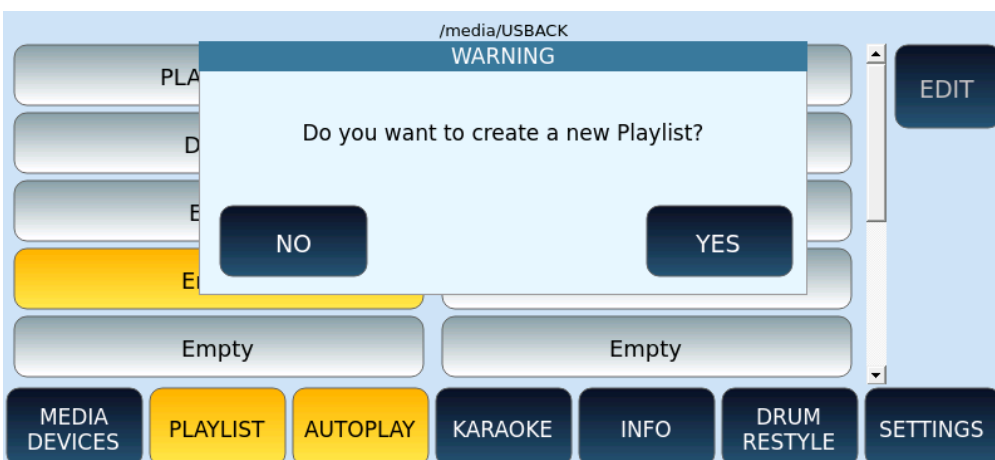 /media/USBACK
WARNING
Do you want to create a new Playlist?
NO
YES
EDIT
Empty
Empty
MEDIA
DEVICES
PLAYLIST
AUTOPLAY
KARAOKE
INFO
DRUM
RESTYLE
SETTINGS